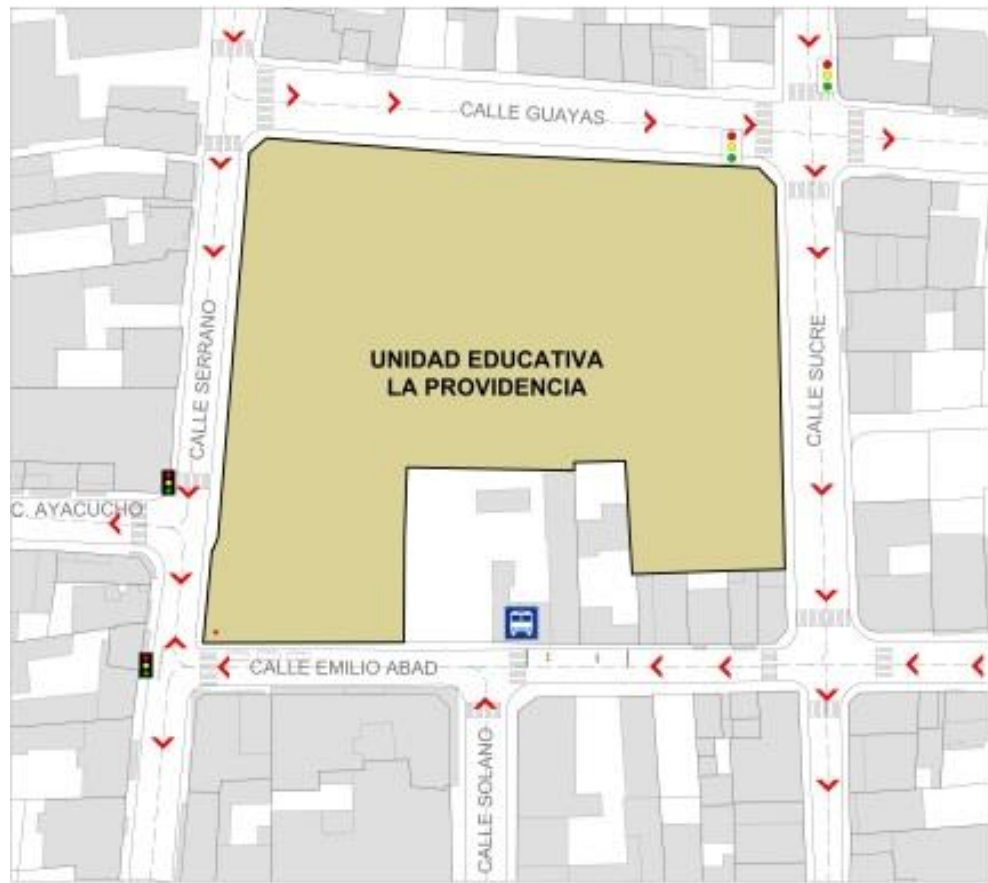 CALLE GUAYAS
CALLE SERRANO
UNIDAD EDUCATIVA
LA PROVIDENCIA
CALLE SUCRE
C. AYACUCHO
CALLE EMILIO ABAD
CALLE SOLANO